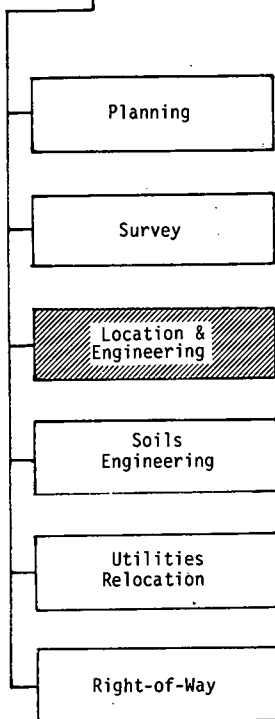 Planning
Survey
Location &
Engineering
Soils
Engineering
Utilities
Relocation
Right-of-Way